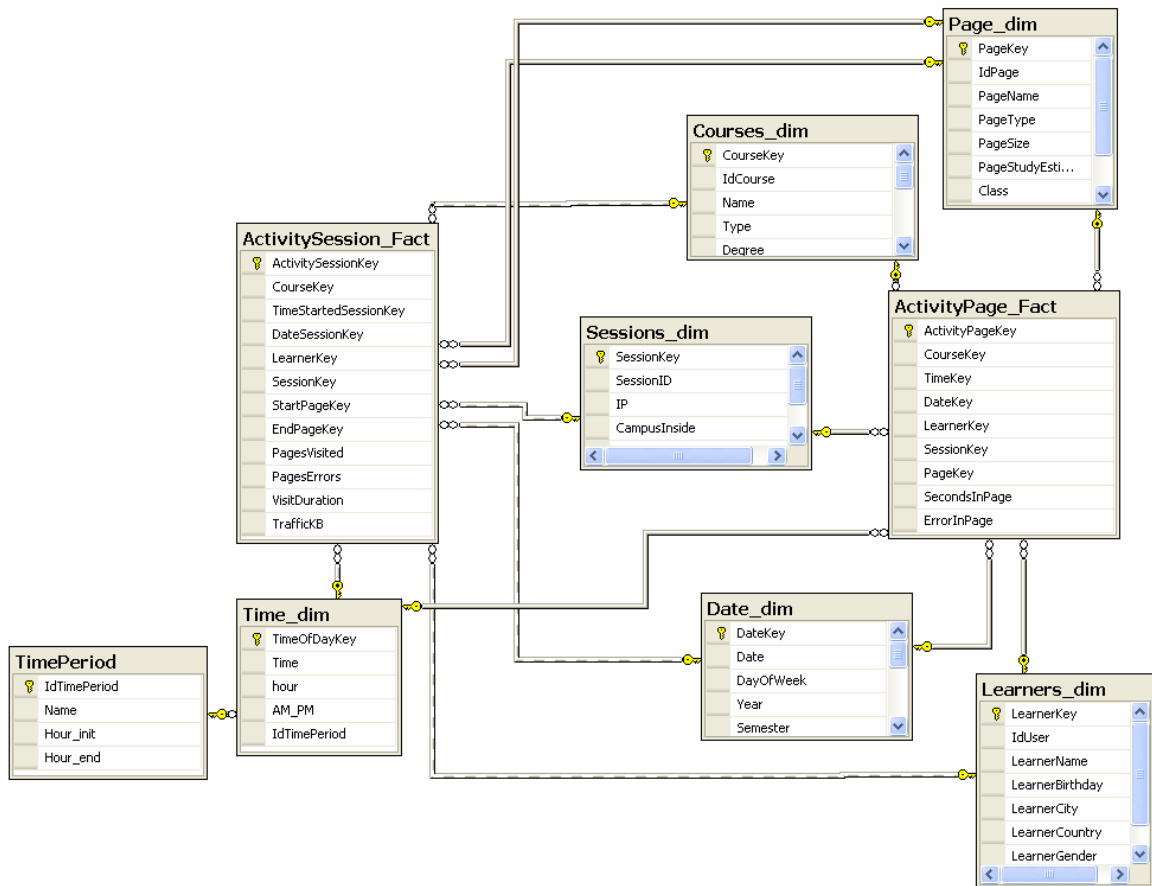 Page_dim
PageKey
IdPage
PageName
PageType
PageSize
PageStudyEsti...
Class
Courses_dim
CourseKey
IdCourse
Name
Type
Degree
ActivitySession_Fact
ActivitySessionKey
CourseKey
TimeStartedSessionKey
DateSessionKey
LearnerKey
SessionKey
StartPageKey
EndPageKey
PagesVisited
PagesErrors
VisitDuration
TrafficKB
Sessions_dim
SessionKey
SessionID
IP
CampusInside
ActivityPage_Fact
ActivityPageKey
CourseKey
TimeKey
DateKey
LearnerKey
SessionKey
PageKey
SecondsInPage
ErrorInPage
Time_dim
TimeOfDayKey
Time
hour
AM_PM
IdTimePeriod
TimePeriod
IdTimePeriod
Name
Hour_init
Hour_end
Date_dim
DateKey
Date
DayOfWeek
Year
Semester
Learners_dim
LearnerKey
IdUser
LearnerName
LearnerBirthday
LearnerCity
LearnerCountry
LearnerGender